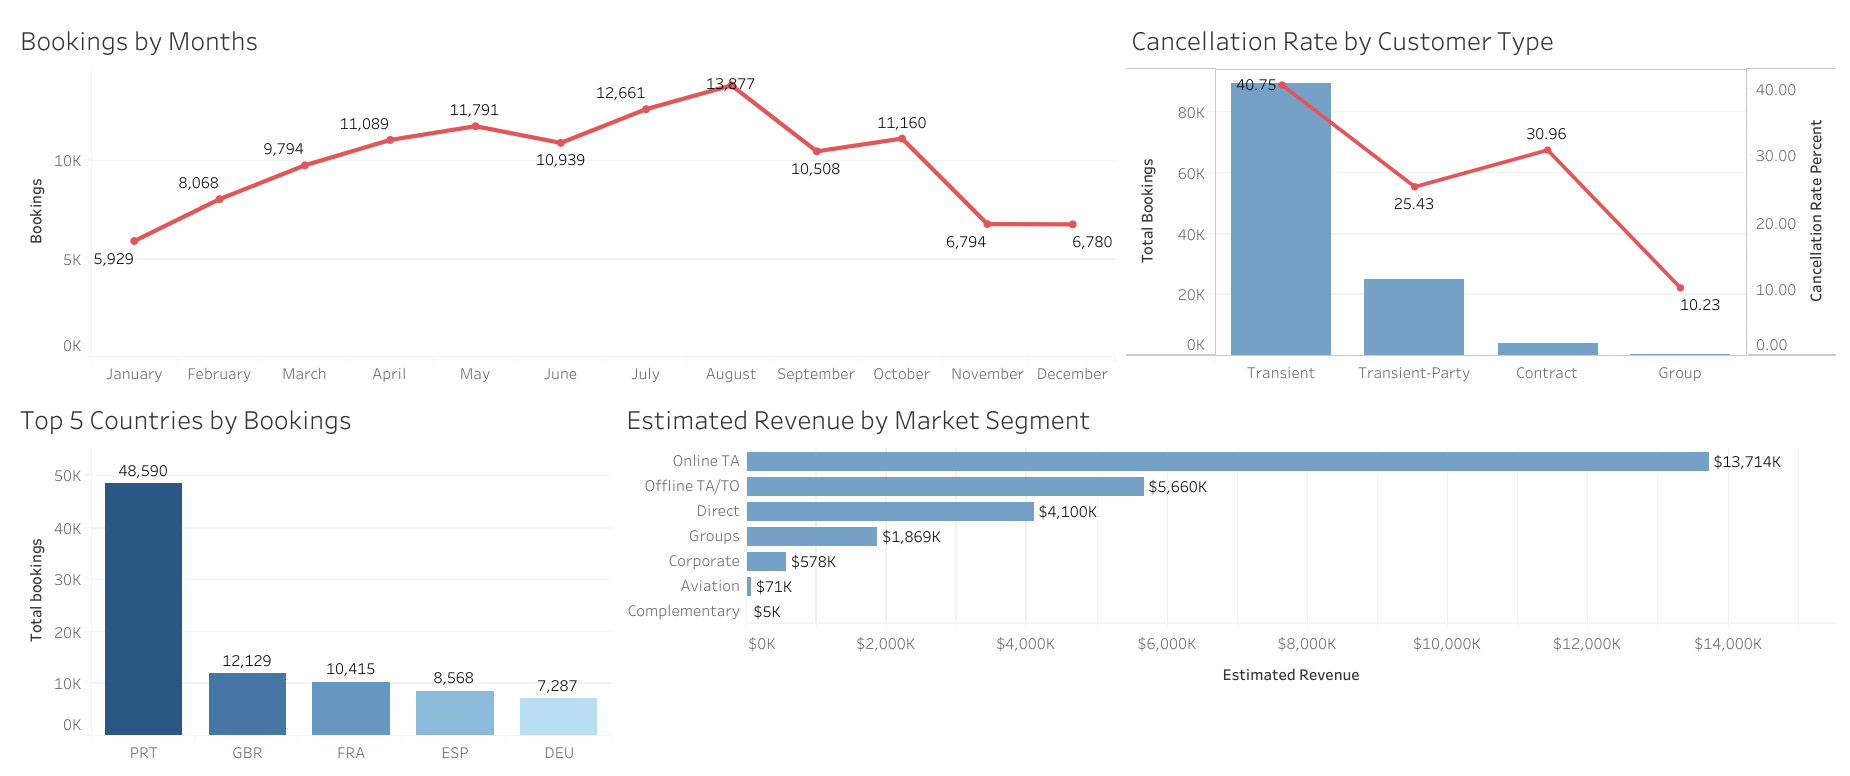 Bookings by Months
Bookings
10K
5K
0K
5,929
8,068
9,794
11,089
11,791
10,939
12,661
13,877
10,508
11,160
6,794
6,780
January February March April May June July August September October November December
Cancellation Rate by Customer Type
Total Bookings
80K
60K
40K
20K
0K
40.75
25.43
30.96
10.23
40.00
30.00
20.00
10.00
0.00
Cancellation Rate Percent
Transient Transient-Party Contract Group
Top 5 Countries by Bookings
Total bookings
50K
40K
30K
20K
10K
0K
48,590
12,129
10,415
8,568
7,287
PRT GBR FRA ESP DEU
Estimated Revenue by Market Segment
Online TA $13,714K
Offline TA/TO $5,660K
Direct $4,100K
Groups $1,869K
Corporate $578K
Aviation $71K
Complementary $5K
$0K $2,000K $4,000K $6,000K $8,000K $10,000K $12,000K $14,000K
Estimated Revenue